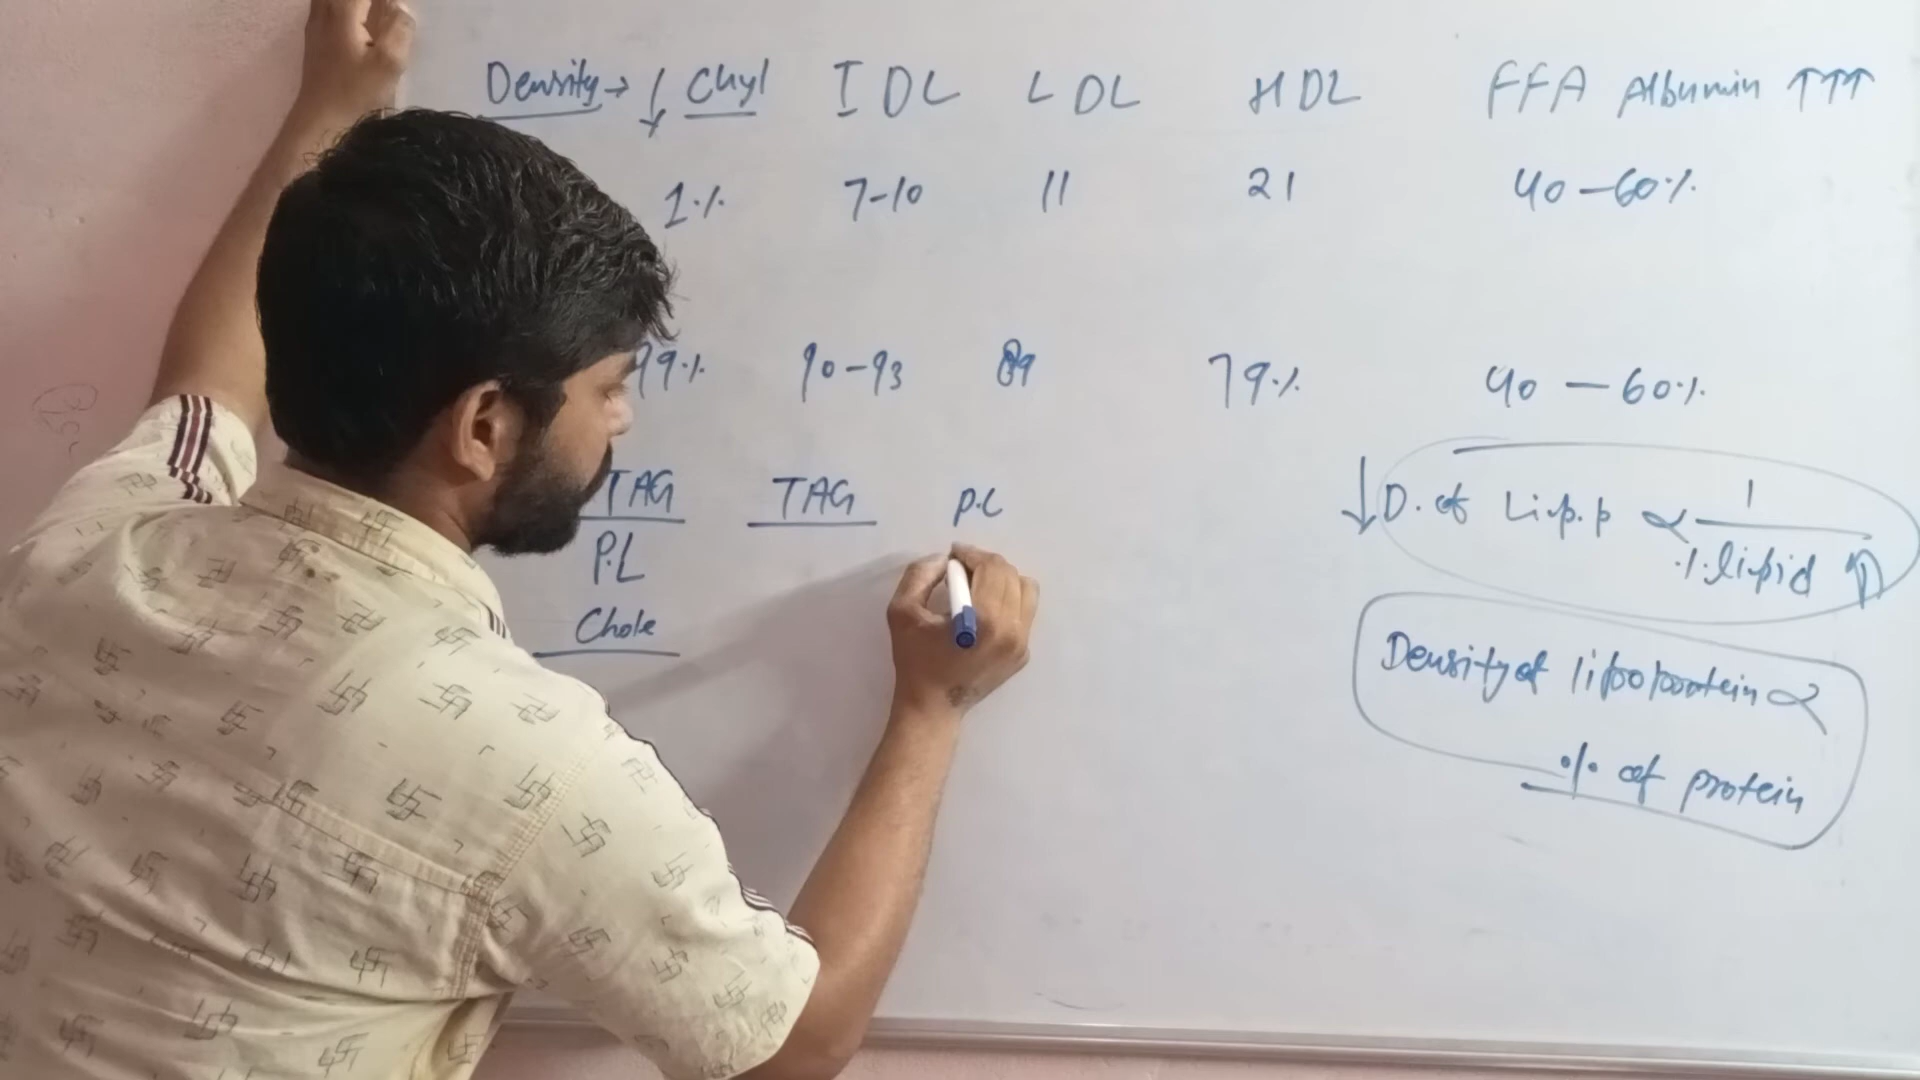 Density → ↓ Chyl IDL LDL HDL FFA Albumin ↑↑↑
1% 7-10 11 21 40-60%
99% 90-93 89 79% 40-60%
TAG TAG P.L
P.L
Chole
↓ D. of Li.p.p ∝ 1
%lipid ↑
Density of lipoprotein ∝
% of protein